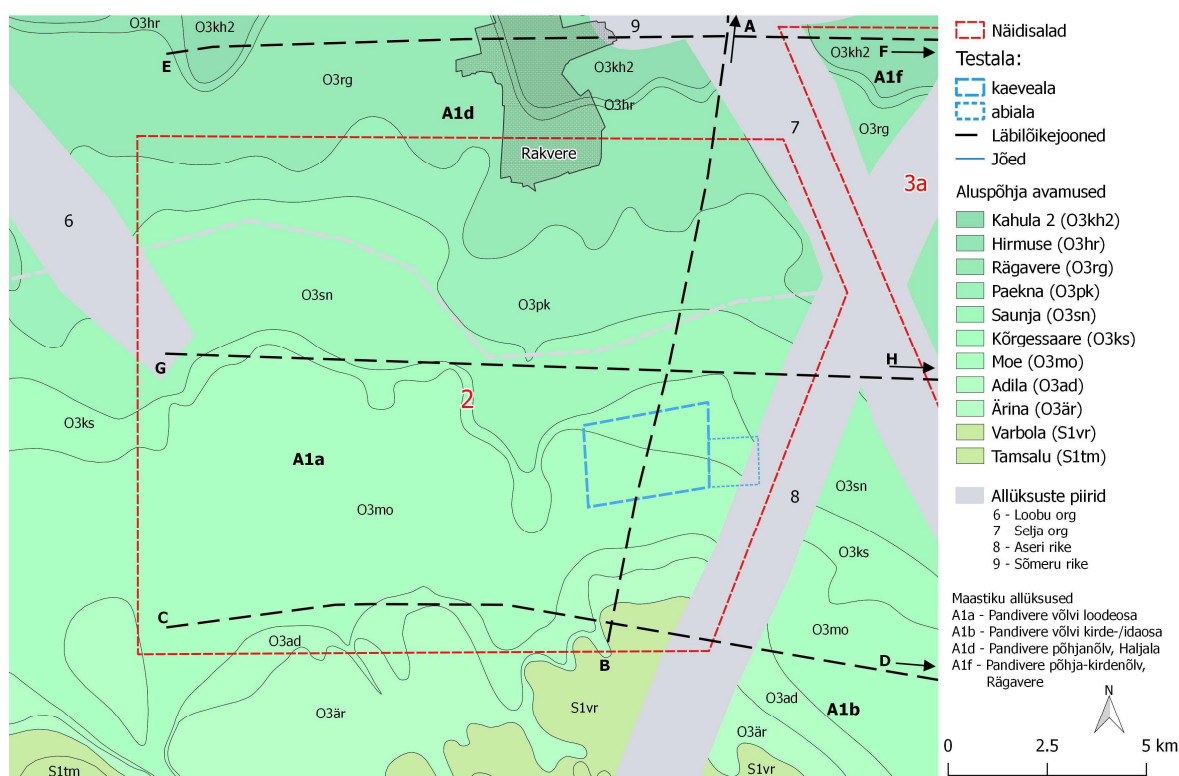 O3hr
O3kh2
E
O3rg
A1d
O3kh2
O3hr
9
A
F
O3kh2
A1f
O3rg
7
3a
Rakvere
6
O3sn
O3pk
G
H
2
O3ks
A1a
O3mo
8
O3sn
O3ks
O3mo
C
O3ad
B
D
O3är
S1vr
O3ad
A1b
O3är
S1tm
S1vr
Näidisalad
Testala:
kaeveala
abiala
Läbilõikejooned
Jõed
Aluspõhja avamused
Kahula 2 (O3kh2)
Hirmuse (O3hr)
Rägavere (O3rg)
Paekna (O3pk)
Saunja (O3sn)
Kõrgessaare (O3ks)
Moe (O3mo)
Adila (O3ad)
Ärina (O3är)
Varbola (S1vr)
Tamsalu (S1tm)
Allüksuste piirid
6 - Loobu org
7 Selja org
8 - Aseri rike
9 - Sõmeru rike
Maastiku allüksused
A1a - Pandivere võlvi loodeosa
A1b - Pandivere võlvi kirde-/idaosa
A1d - Pandivere põhjanõlv, Haljala
A1f - Pandivere põhja-kirdenõlv,
Rägavere
N
0 2.5 5 km